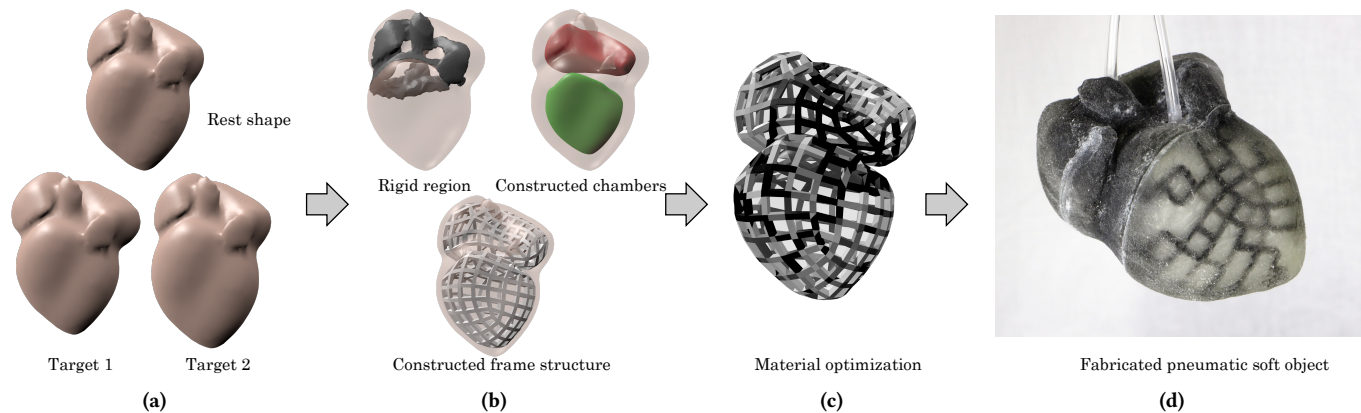 Rest shape
Target 1
Target 2
(a)
Rigid region
Constructed chambers
Constructed frame structure
(b)
Material optimization
(c)
Fabricated pneumatic soft object
(d)